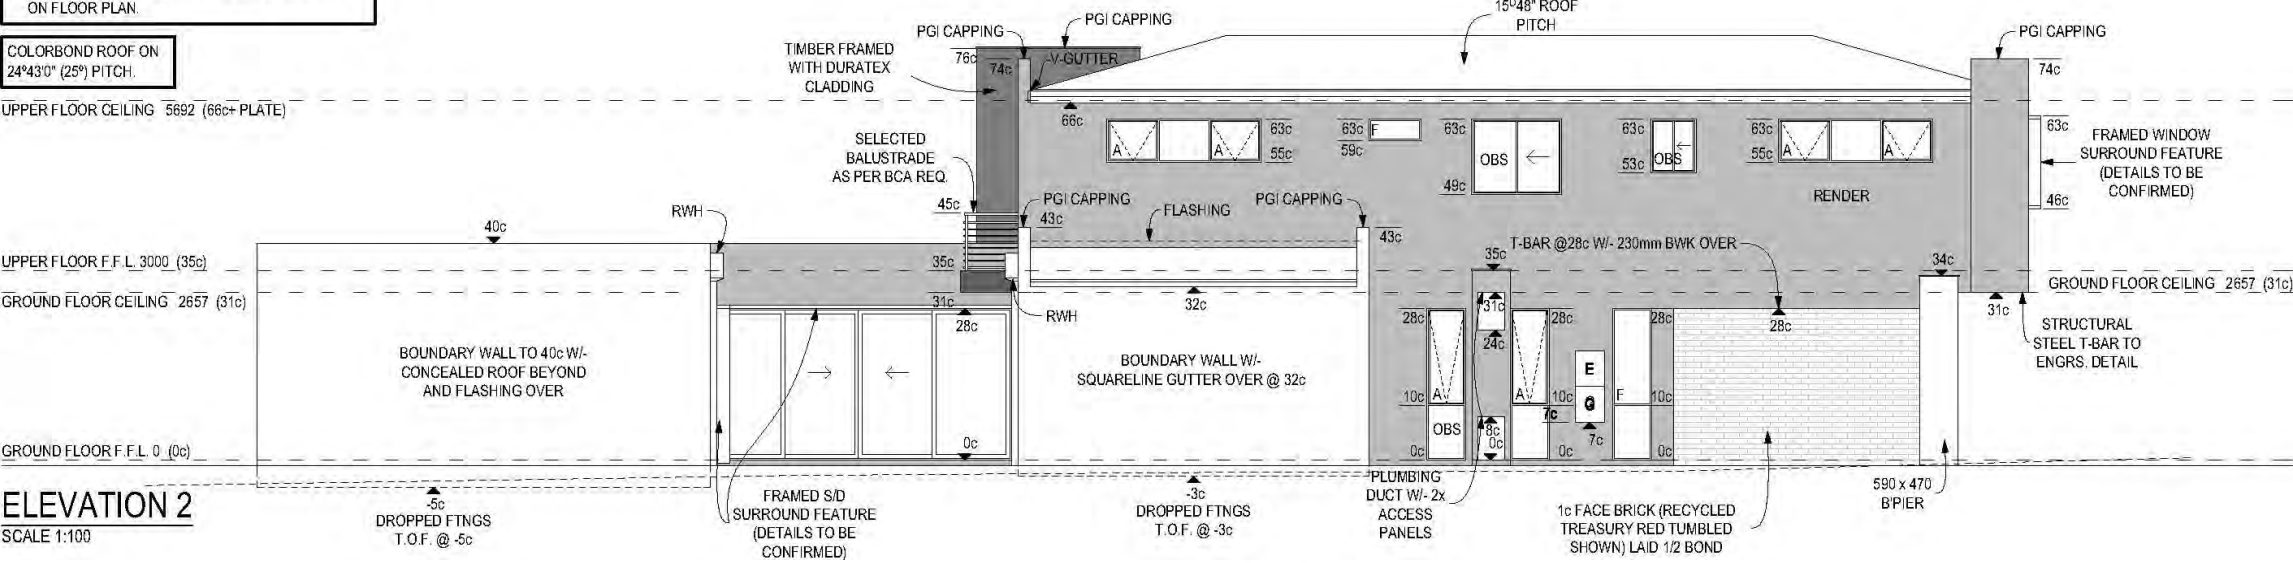 ON FLOOR PLAN.
COLORBOND ROOF ON
24º43'0" (25º) PITCH.
UPPER FLOOR CEILING 5692 (66c+ PLATE)
UPPER FLOOR F.F.L. 3000 (35c)
GROUND FLOOR CEILING 2657 (31c)
GROUND FLOOR F.F.L. 0 (0c)
ELEVATION 2
SCALE 1:100
40c
BOUNDARY WALL TO 40c W/-
CONCEALED ROOF BEYOND
AND FLASHING OVER
-5c
DROPPED FTNGS
T.O.F. @ -5c
TIMBER FRAMED
WITH DURATEX
CLADDING
SELECTED
BALUSTRADE
AS PER BCA REQ.
RWH
PGI CAPPING
76c
74c
PGI CAPPING
V-GUTTER
45c
35c
31c
28c
0c
FRAMED S/D
SURROUND FEATURE
(DETAILS TO BE
CONFIRMED)
RWH
PGI CAPPING
43c
FLASHING
PGI CAPPING
43c
32c
BOUNDARY WALL W/-
SQUARELINE GUTTER OVER @ 32c
-3c
DROPPED FTNGS
T.O.F. @ -3c
15º48" ROOF
PITCH
66c
A
A
63c
55c
63c
F
59c
63c
OBS
49c
63c
OBS
53c
63c
A
A
55c
RENDER
T-BAR @28c W/- 230mm BWK OVER
35c
31c
24c
8c
0c
28c
A
10c
OBS
0c
28c
A
10c
7c
0c
E
G
7c
28c
F
10c
0c
28c
34c
PLUMBING
DUCT W/- 2x
ACCESS
PANELS
1c FACE BRICK (RECYCLED
TREASURY RED TUMBLED
SHOWN) LAID 1/2 BOND
590 x 470
B'PIER
PGI CAPPING
74c
63c
FRAMED WINDOW
SURROUND FEATURE
(DETAILS TO BE
CONFIRMED)
46c
GROUND FLOOR CEILING 2657 (31c)
31c
STRUCTURAL
STEEL T-BAR TO
ENGRS. DETAIL